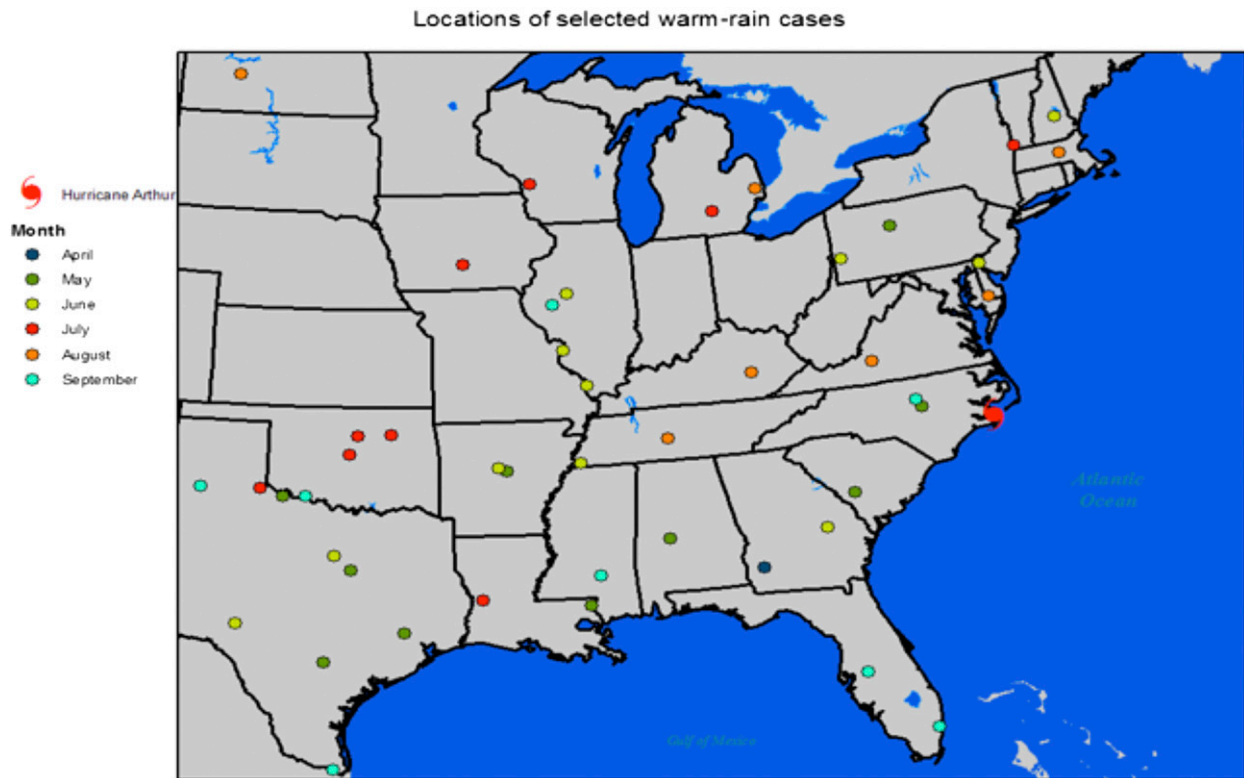 Locations of selected warm-rain cases
Hurricane Arthur
Month
April
May
June
July
August
September
Atlantic
Ocean
Gulf of Mexico